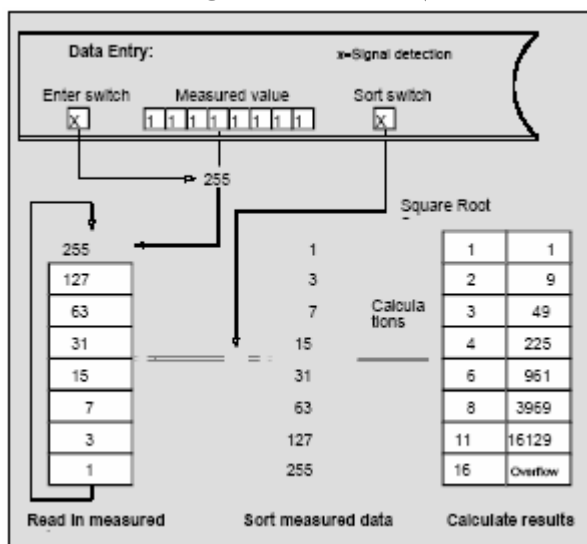 Data Entry: x=Signal detection
Enter switch Measured value Sort switch
X 1 1 1 1 1 1 1 1 X
255
Square Root
255 1 1 1
127 3 2 9
63 7 Calcula 3 49
tions
31 15 4 225
15 31 6 961
7 63 8 3969
3 127 11 16129
1 255 16 Overflow
Read in measured Sort measured data Calculate results